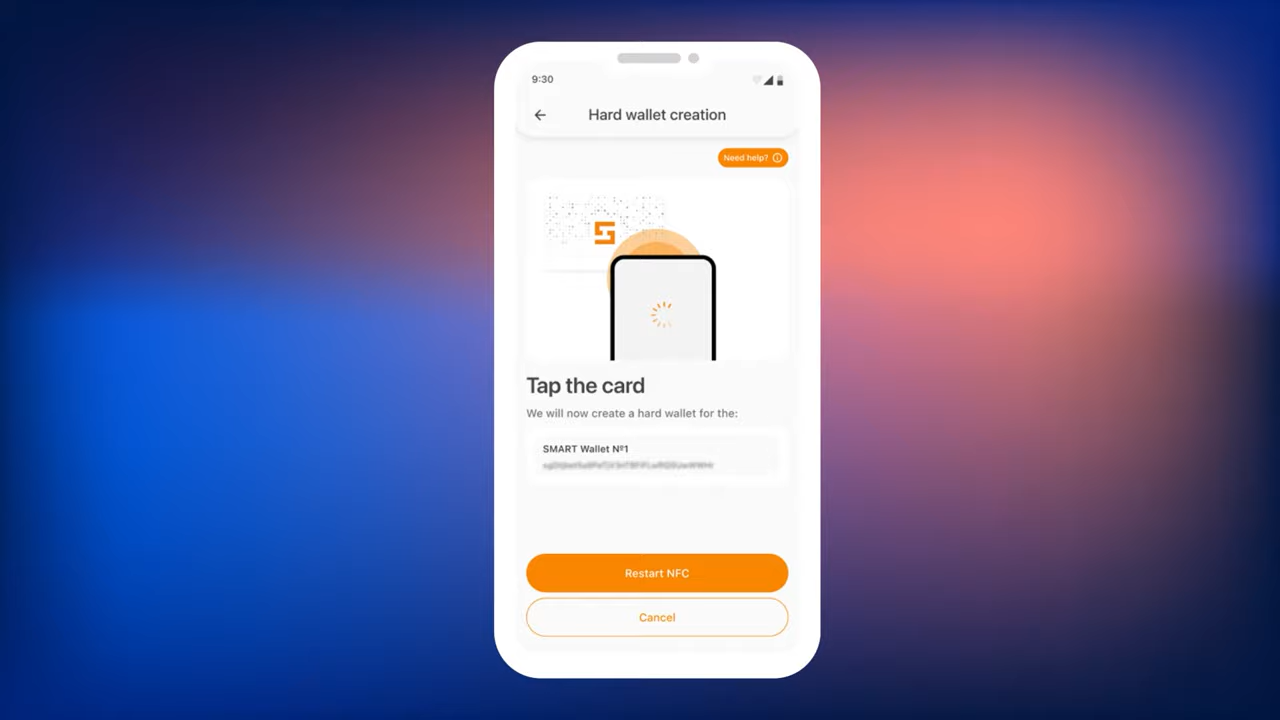 9:30
Hard wallet creation
Need help?
Tap the card
We will now create a hard wallet for the:
SMART Wallet Nº1
Restart NFC
Cancel